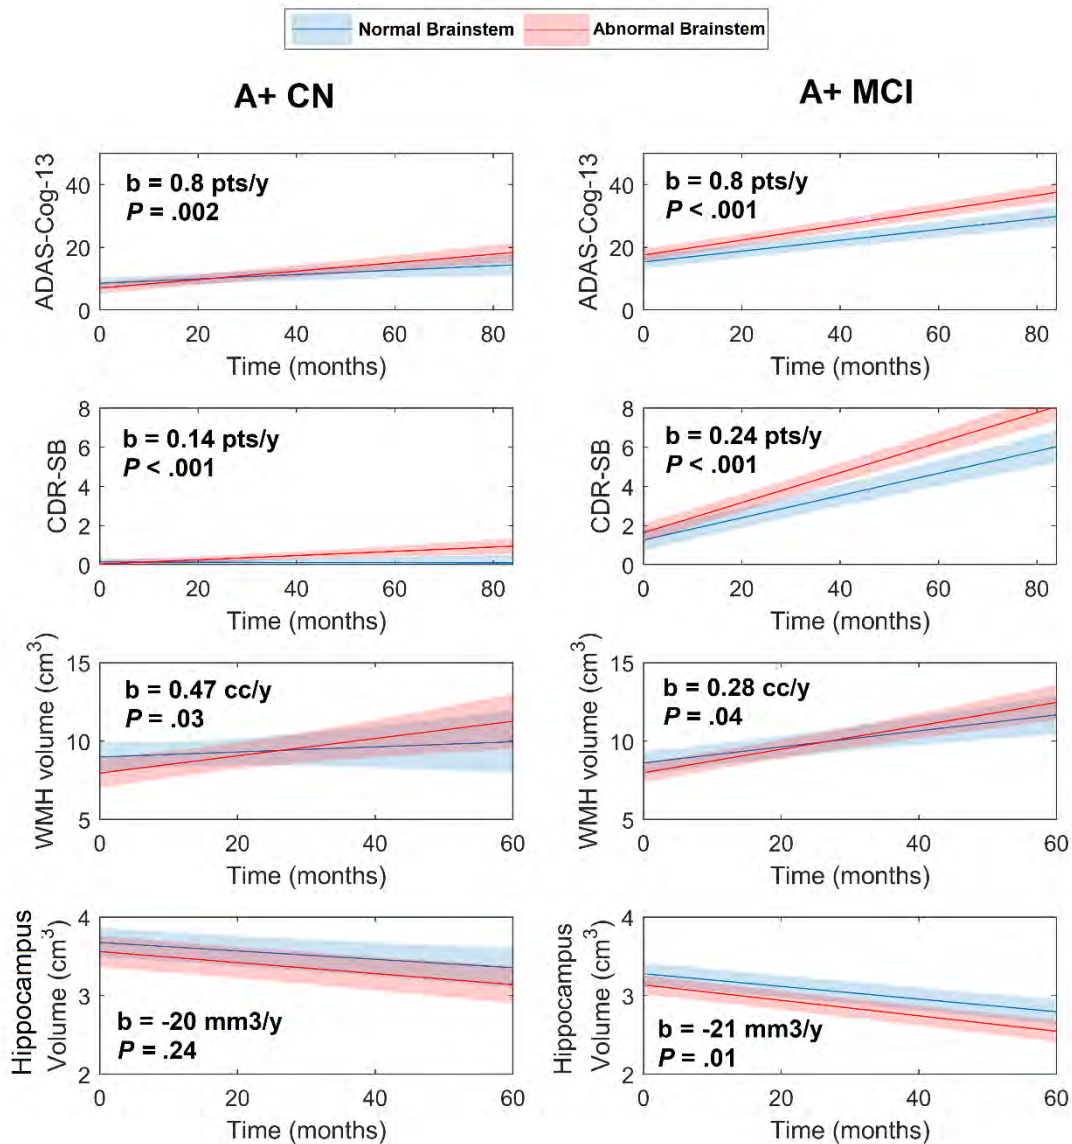 Normal Brainstem Abnormal Brainstem
A+ CN
A+ MCI
ADAS-Cog-13
40
20
0
b = 0.8 pts/y
P = .002
0 20 40 60 80
Time (months)
ADAS-Cog-13
40
20
0
b = 0.8 pts/y
P < .001
0 20 40 60 80
Time (months)
CDR-SB
8
6
4
2
0
b = 0.14 pts/y
P < .001
0 20 40 60 80
Time (months)
CDR-SB
8
6
4
2
0
b = 0.24 pts/y
P < .001
0 20 40 60 80
Time (months)
WMH volume (cm³)
15
10
5
b = 0.47 cc/y
P = .03
0 20 40 60
Time (months)
WMH volume (cm³)
15
10
5
b = 0.28 cc/y
P = .04
0 20 40 60
Time (months)
Hippocampus
Volume (cm³)
4
3
2
b = -20 mm3/y
P = .24
0 20 40 60
Time (months)
Hippocampus
Volume (cm³)
4
3
2
b = -21 mm3/y
P = .01
0 20 40 60
Time (months)